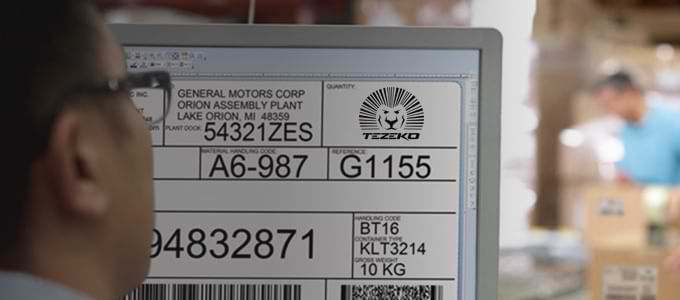 INC
GENERAL MOTORS CORP
ORION ASSEMBLY PLANT
LAKE ORION, MI 48359
PLANT DOCK:
54321ZES
QUANTITY:
TEZEKO
MATERIAL HANDLING CODE:
A6-987
REFERENCE:
G1155
94832871
HANDLING CODE
BT16
CONTAINER TYPE
KLT3214
GROSS WEIGHT
10 KG